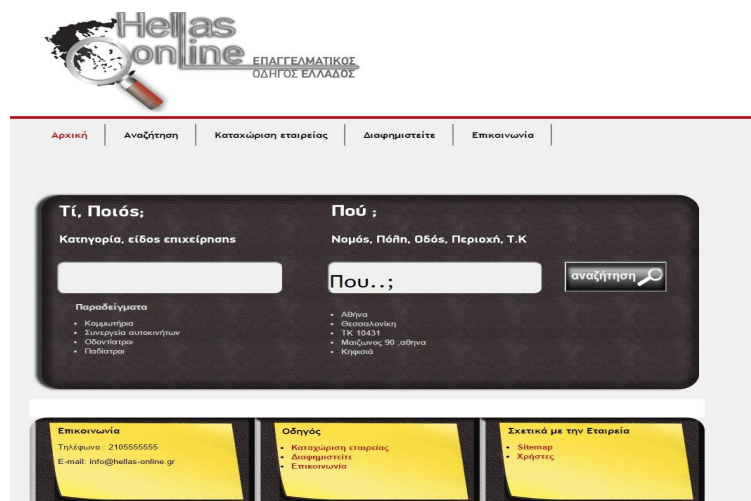 Hellas
online
ΕΠΑΓΓΕΛΜΑΤΙΚΟΣ
ΟΔΗΓΟΣ ΕΛΛΑΔΟΣ
Αρχική Αναζήτηση Καταχώριση εταιρείας Διαφημιστείτε Επικοινωνία
Τί, Ποιός;
Κατηγορία, είδος επιχείρησης
Παραδείγματα
Κομμωτήρια
Συνεργεία αυτοκινήτων
Οδοντίατροι
Παδίατροι
Πού ;
Νομός, Πόλη, Οδός, Περιοχή, Τ.Κ
Που..;
αναζήτηση
Αθήνα
Θεσσαλονίκη
ΤΚ 10431
Μαιζωνος 90 ,αθηνα
Κηφισιά
Επικοινωνία
Τηλέφωνο : 2105555555
E-mail: info@hellas-online.gr
Οδηγός
Καταχώριση εταιρείας
Διαφημιστείτε
Επικοινωνία
Σχετικά με την Εταιρεία
Sitemap
Χρήστες